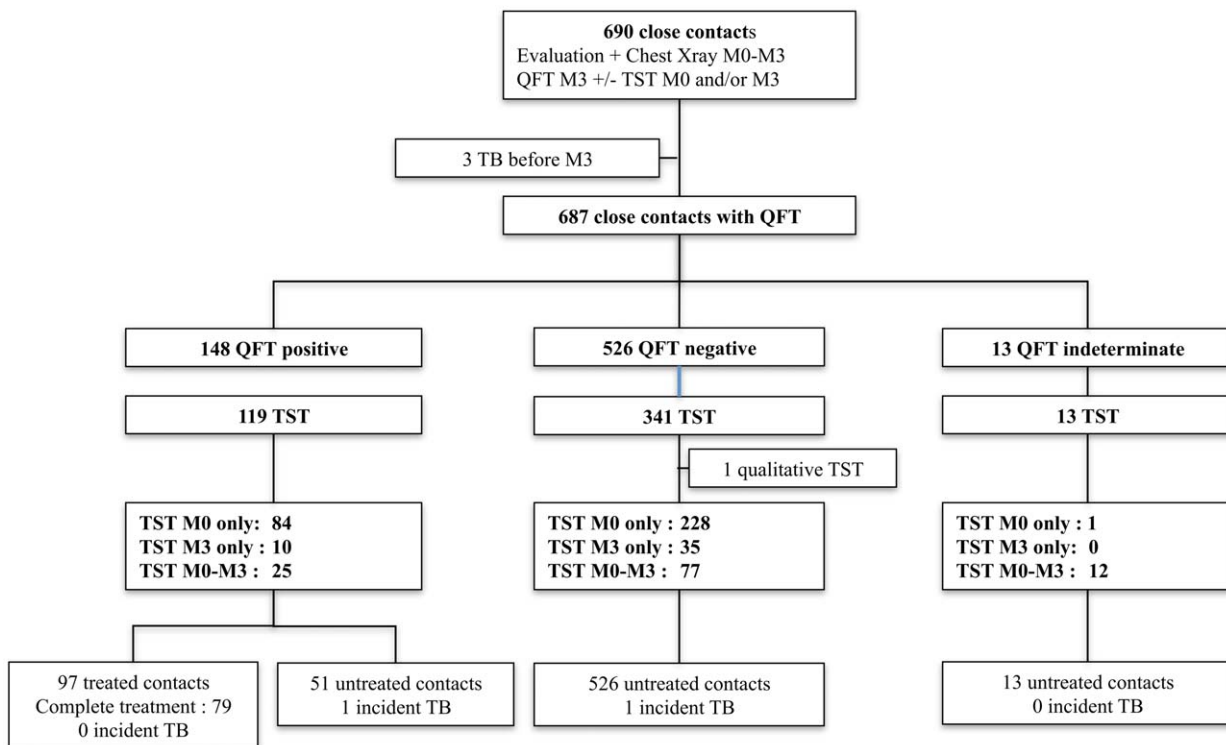 690 close contacts
Evaluation + Chest Xray M0-M3
QFT M3 +/- TST M0 and/or M3
3 TB before M3
687 close contacts with QFT
148 QFT positive
526 QFT negative
13 QFT indeterminate
119 TST
341 TST
13 TST
1 qualitative TST
TST M0 only: 84
TST M3 only : 10
TST M0-M3 : 25
TST M0 only : 228
TST M3 only : 35
TST M0-M3 : 77
TST M0 only : 1
TST M3 only: 0
TST M0-M3 : 12
97 treated contacts
Complete treatment : 79
0 incident TB
51 untreated contacts
1 incident TB
526 untreated contacts
1 incident TB
13 untreated contacts
0 incident TB